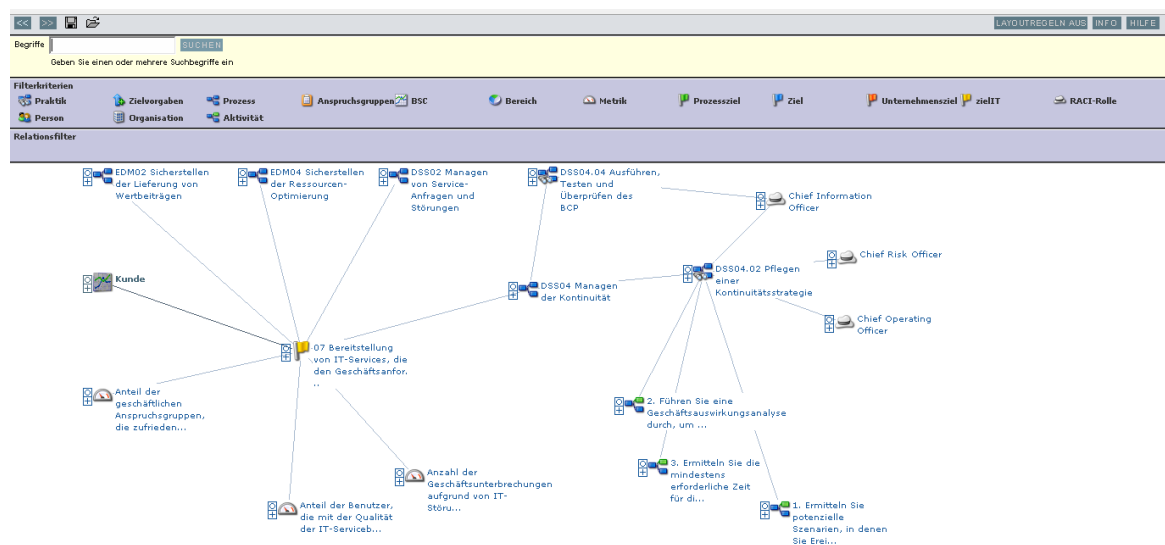 << >> LAYOUTREGELN AUS INFO HILFE
Begriffe SUCHEN
Geben Sie einen oder mehrere Suchbegriffe ein
Filterkriterien
Praktik Zielvorgaben Prozess Anspruchsgruppen BSC Bereich Metrik Prozessziel Ziel Unternehmensziel zielIT RACI-Rolle
Person Organisation Aktivität
Relationsfilter
EDM02 Sicherstellen
der Lieferung von
Wertbeiträgen
EDM04 Sicherstellen
der Ressourcen-
Optimierung
DSS02 Managen
von Service-
Anfragen und
Störungen
DSS04.04 Ausführen,
Testen und
Überprüfen des
BCP
Chief Information
Officer
Chief Risk Officer
DSS04.02 Pflegen
einer
Kontinuitätsstrategie
Kunde
DSS04 Managen
der Kontinuität
Chief Operating
Officer
07 Bereitstellung
von IT-Services, die
den Geschäftsanfor.
..
Anteil der
geschäftlichen
Anspruchsgruppen,
die zufrieden...
2. Führen Sie eine
Geschäftsauswirkungsanalyse
durch, um ...
Anzahl der
Geschäftsunterbrechungen
aufgrund von IT-
Störu...
3. Ermitteln Sie die
mindestens
erforderliche Zeit
für di...
Anteil der Benutzer,
die mit der Qualität
der IT-Serviceb...
1. Ermitteln Sie
potenzielle
Szenarien, in denen
Sie Erei...